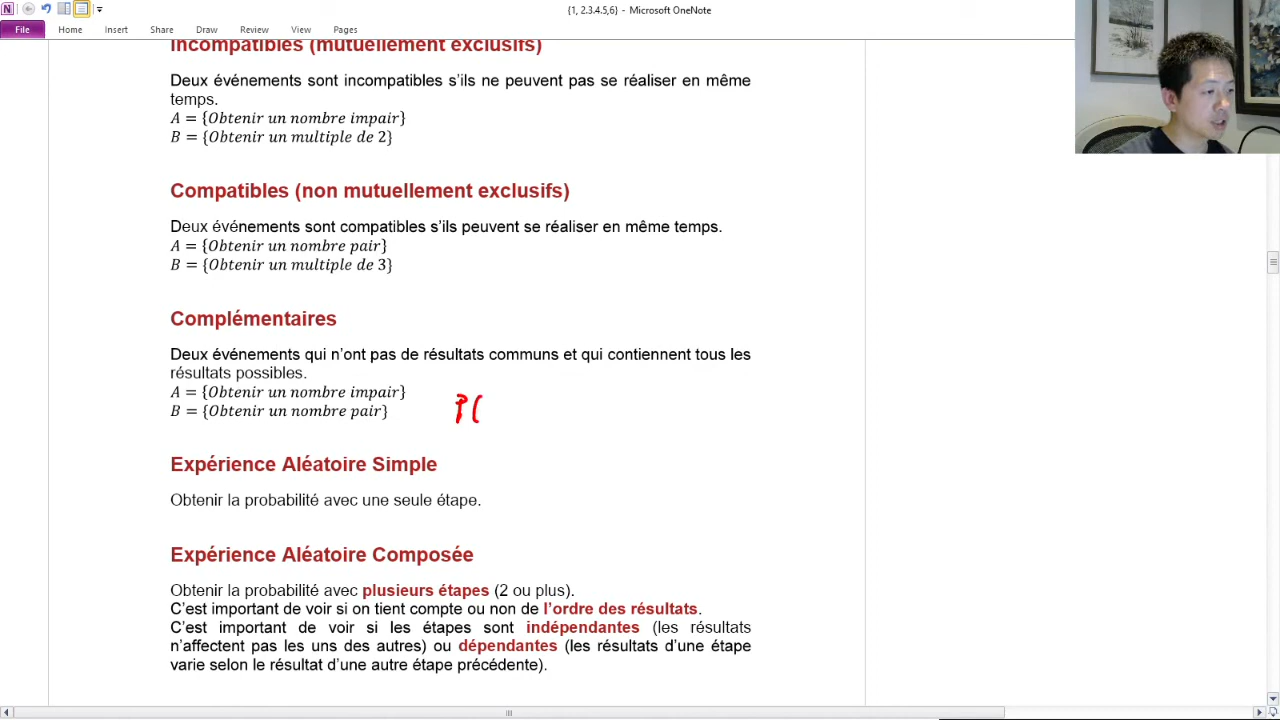 {1, 2.3.4.5,6} - Microsoft OneNote
File Home Insert Share Draw Review View Pages
Incompatibles (mutuellement exclusifs)
Deux événements sont incompatibles s’ils ne peuvent pas se réaliser en même
temps.
A = {Obtenir un nombre impair}
B = {Obtenir un multiple de 2}
Compatibles (non mutuellement exclusifs)
Deux événements sont compatibles s’ils peuvent se réaliser en même temps.
A = {Obtenir un nombre pair}
B = {Obtenir un multiple de 3}
Complémentaires
Deux événements qui n’ont pas de résultats communs et qui contiennent tous les
résultats possibles.
A = {Obtenir un nombre impair}
B = {Obtenir un nombre pair}
P(
Expérience Aléatoire Simple
Obtenir la probabilité avec une seule étape.
Expérience Aléatoire Composée
Obtenir la probabilité avec plusieurs étapes (2 ou plus).
C’est important de voir si on tient compte ou non de l’ordre des résultats.
C’est important de voir si les étapes sont indépendantes (les résultats
n’affectent pas les uns des autres) ou dépendantes (les résultats d’une étape
varie selon le résultat d’une autre étape précédente).